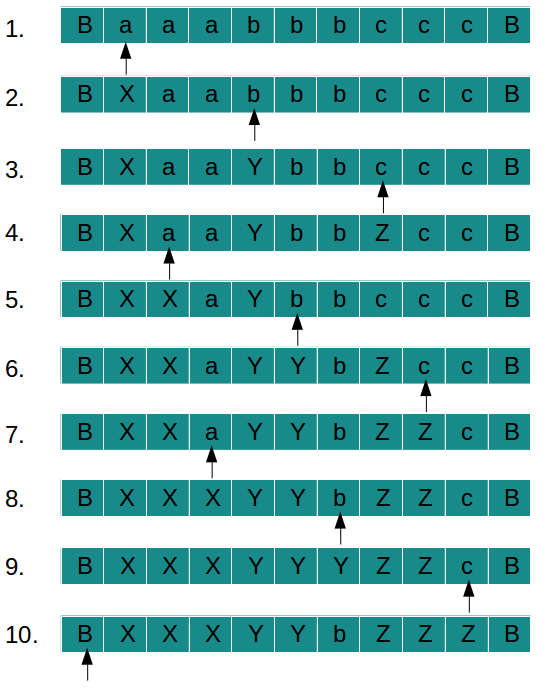 1. B a a a b b b c c c B
2. B X a a b b b c c c B
3. B X a a Y b b c c c B
4. B X a a Y b b Z c c B
5. B X X a Y b b c c c B
6. B X X a Y Y b Z c c B
7. B X X a Y Y b Z Z c B
8. B X X X Y Y b Z Z c B
9. B X X X Y Y Y Z Z c B
10. B X X X Y Y b Z Z Z B